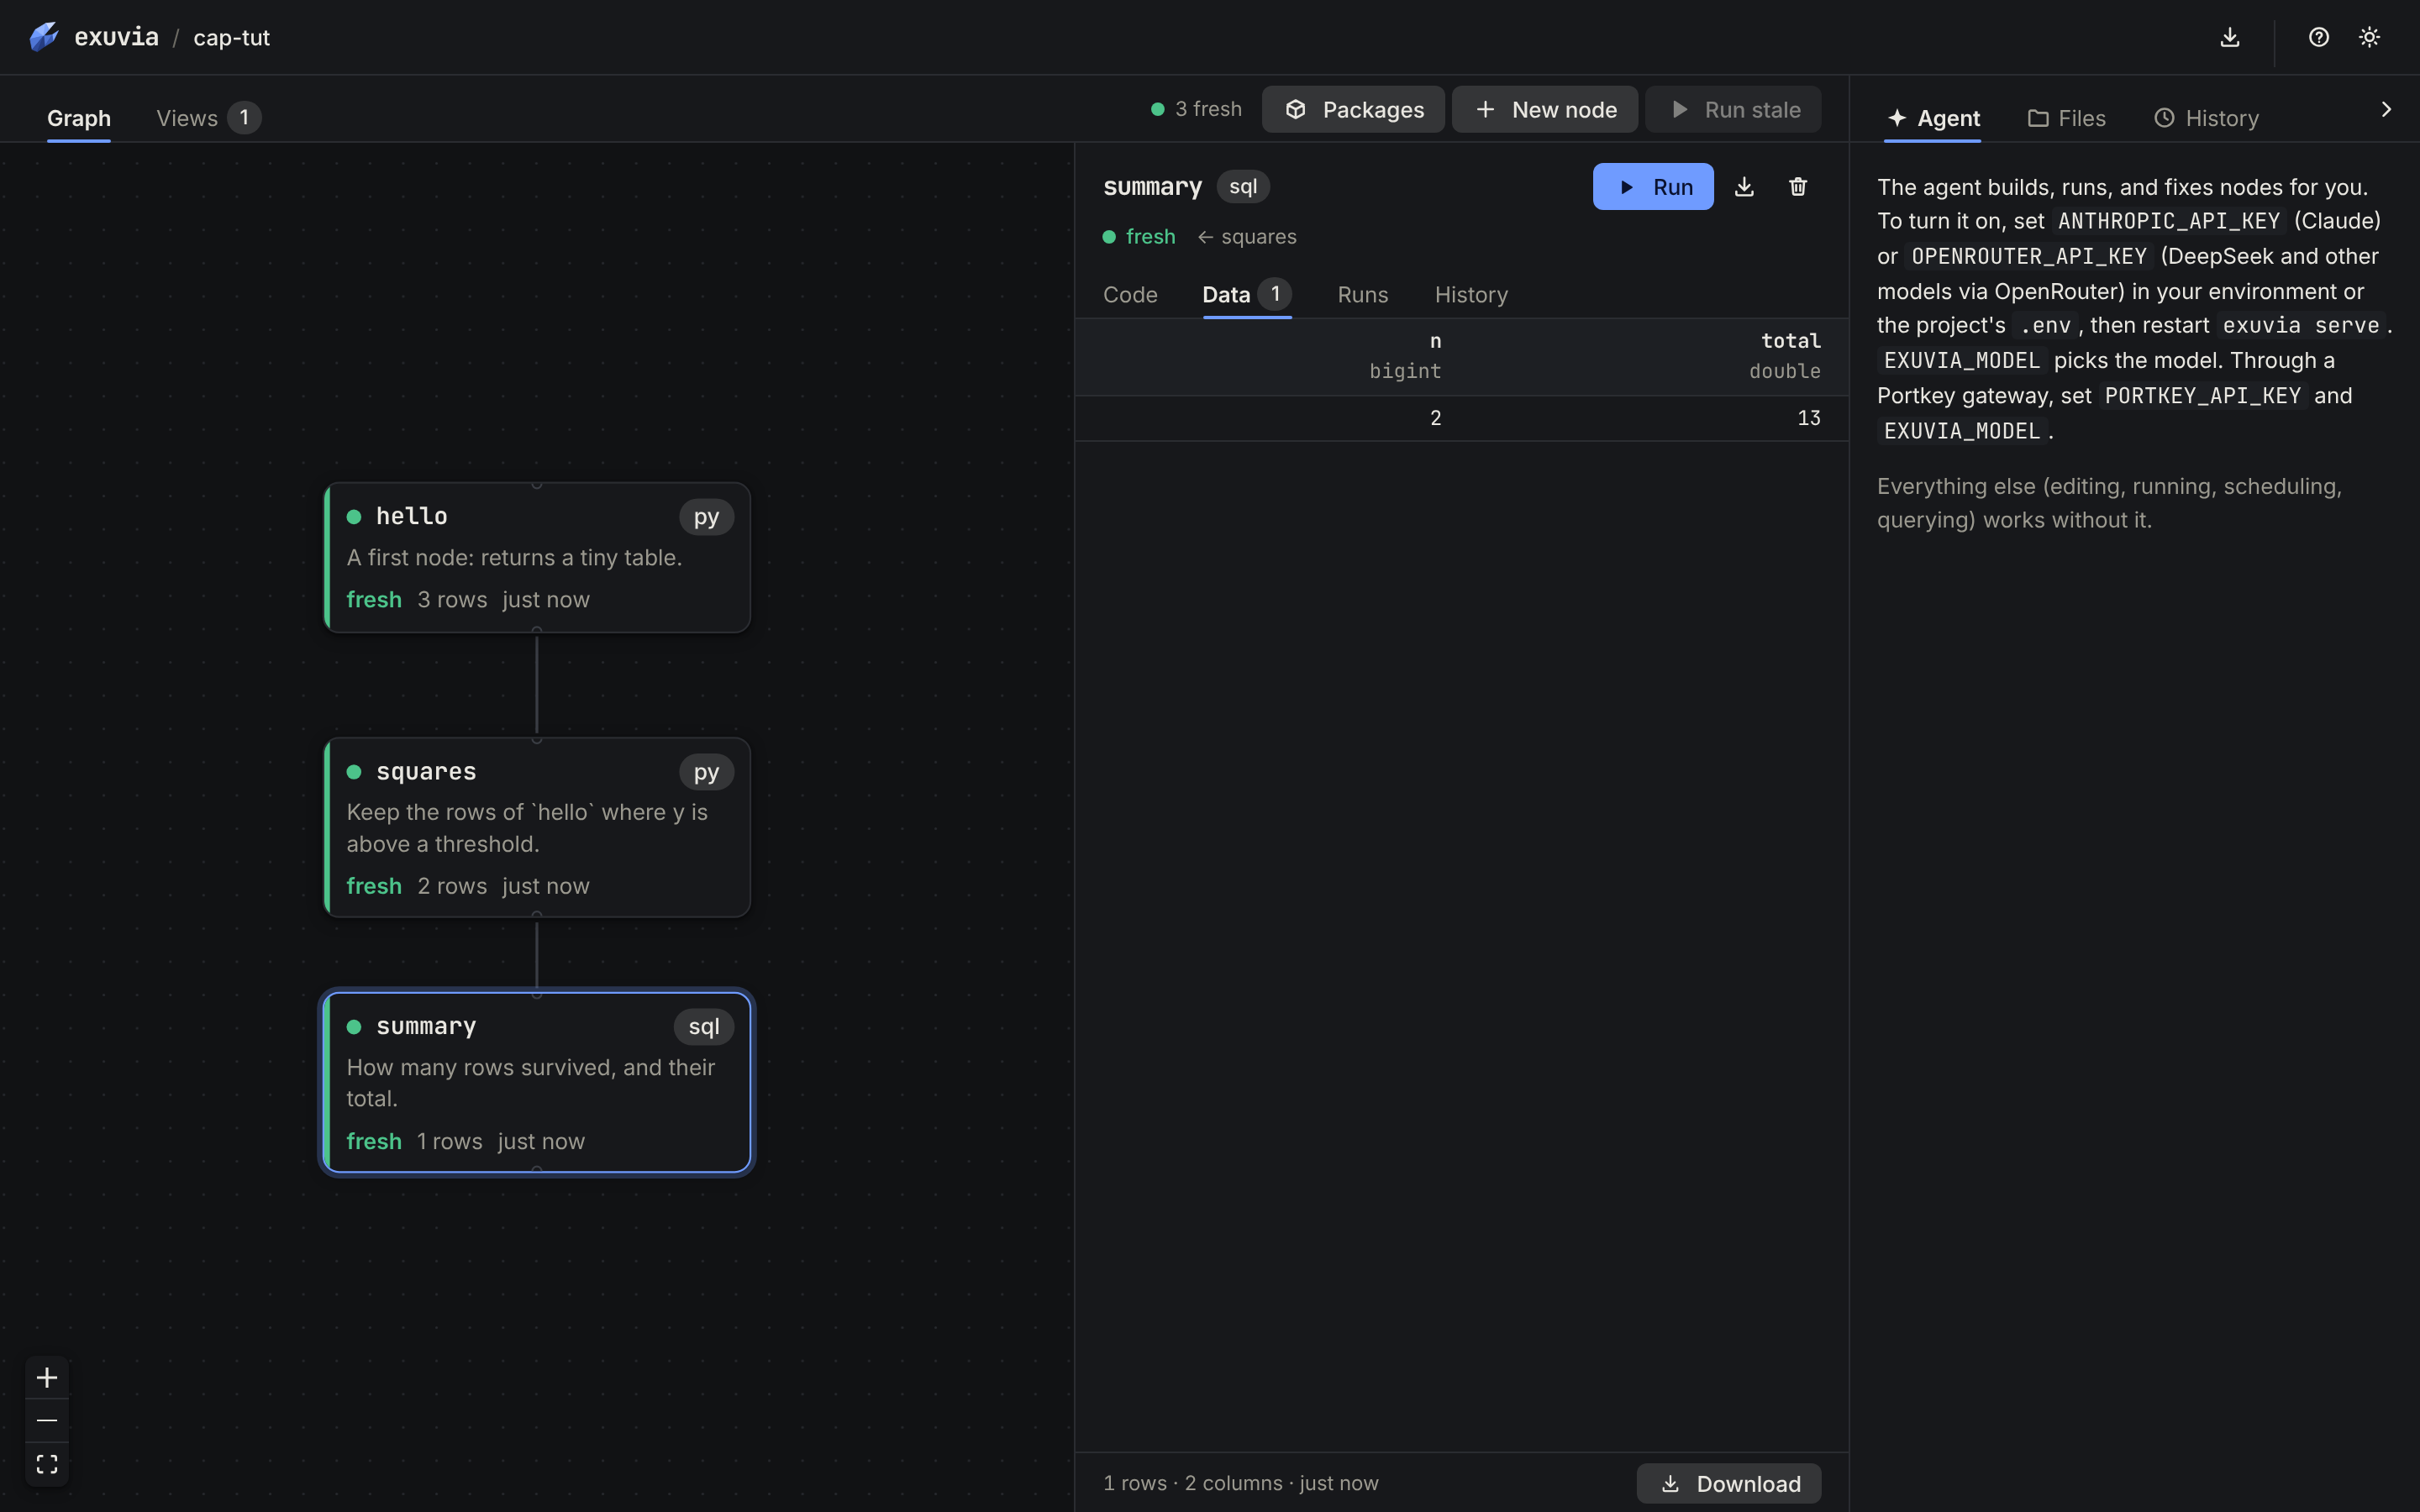 exuvia / cap-tut
Graph
Views 1
3 fresh
Packages
New node
Run stale
Agent
Files
History
hello
py
A first node: returns a tiny table.
fresh 3 rows just now
squares
py
Keep the rows of `hello` where y is
above a threshold.
fresh 2 rows just now
summary
sql
How many rows survived, and their
total.
fresh 1 rows just now
summary sql
Run
fresh ← squares
Code
Data 1
Runs
History
n total
bigint double
2 13
1 rows · 2 columns · just now
Download
The agent builds, runs, and fixes nodes for you.
To turn it on, set ANTHROPIC_API_KEY (Claude)
or OPENROUTER_API_KEY (DeepSeek and other
models via OpenRouter) in your environment or
the project's .env, then restart exuvia serve.
EXUVIA_MODEL picks the model. Through a
Portkey gateway, set PORTKEY_API_KEY and
EXUVIA_MODEL.
Everything else (editing, running, scheduling,
querying) works without it.